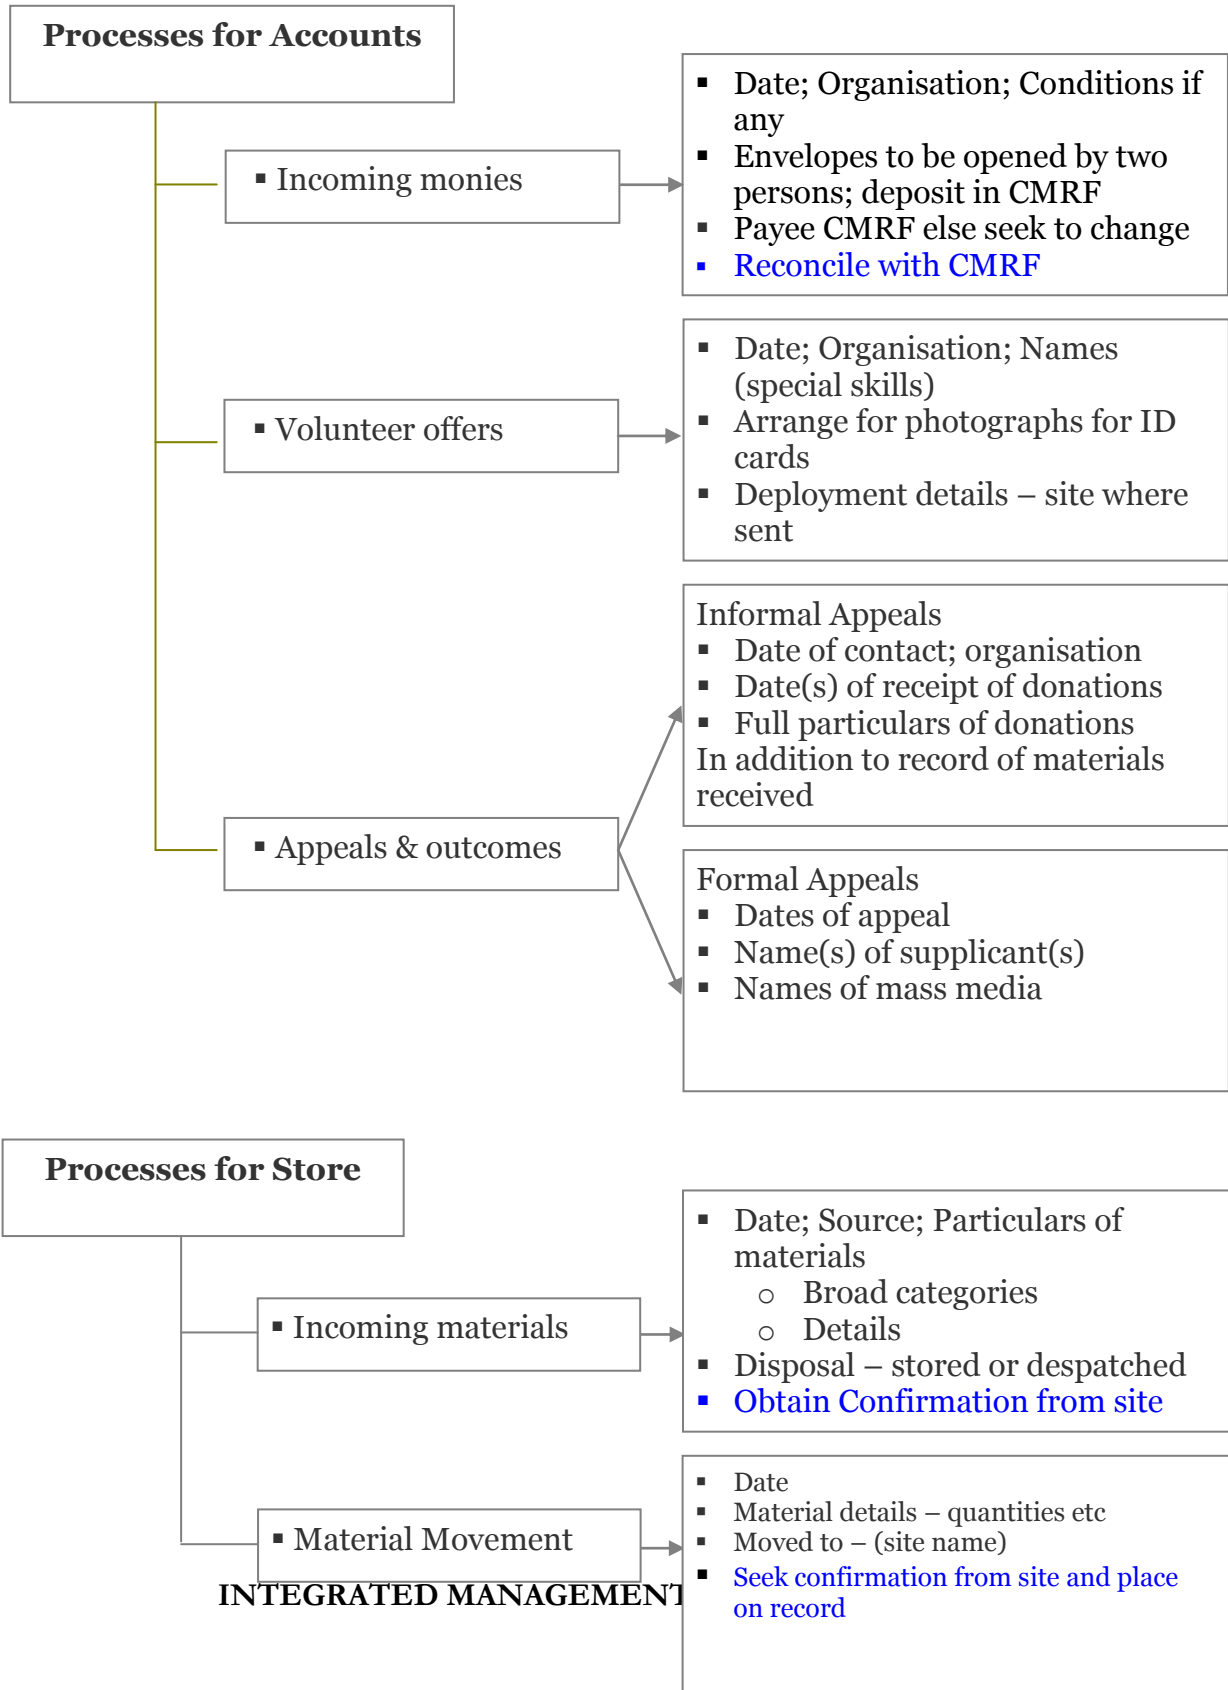 Processes for Accounts
▪ Incoming monies
▪ Date; Organisation; Conditions if
any
▪ Envelopes to be opened by two
persons; deposit in CMRF
▪ Payee CMRF else seek to change
▪ Reconcile with CMRF
▪ Volunteer offers
▪ Date; Organisation; Names
(special skills)
▪ Arrange for photographs for ID
cards
▪ Deployment details – site where
sent
▪ Appeals & outcomes
Informal Appeals
▪ Date of contact; organisation
▪ Date(s) of receipt of donations
▪ Full particulars of donations
In addition to record of materials
received
Formal Appeals
▪ Dates of appeal
▪ Name(s) of supplicant(s)
▪ Names of mass media
Processes for Store
▪ Incoming materials
▪ Date; Source; Particulars of
materials
o Broad categories
o Details
▪ Disposal – stored or despatched
▪ Obtain Confirmation from site
▪ Material Movement
▪ Date
▪ Material details – quantities etc
▪ Moved to – (site name)
▪ Seek confirmation from site and place
on record
INTEGRATED MANAGEMENT